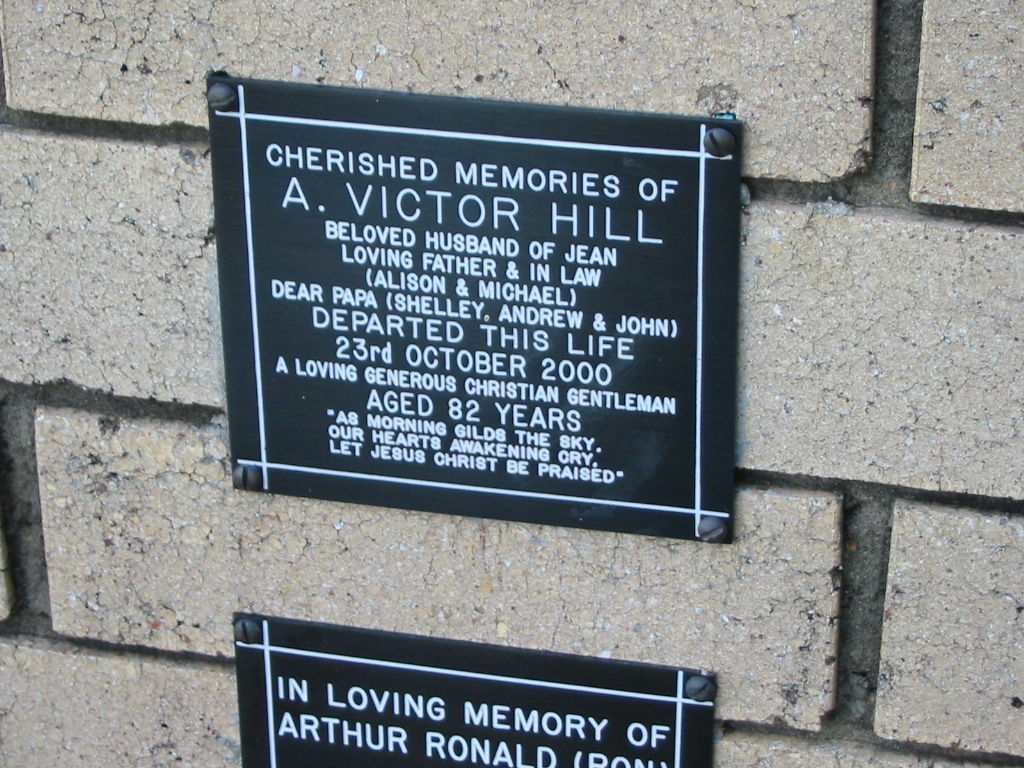 CHERISHED MEMORIES OF
A. VICTOR HILL
BELOVED HUSBAND OF JEAN
LOVING FATHER & IN LAW
(ALISON & MICHAEL)
DEAR PAPA (SHELLEY, ANDREW & JOHN)
DEPARTED THIS LIFE
23rd OCTOBER 2000
A LOVING GENEROUS CHRISTIAN GENTLEMAN
AGED 82 YEARS
"AS MORNING GILDS THE SKY,
OUR HEARTS AWAKENING CRY,
LET JESUS CHRIST BE PRAISED"
IN LOVING MEMORY OF
ARTHUR RONALD (RON)